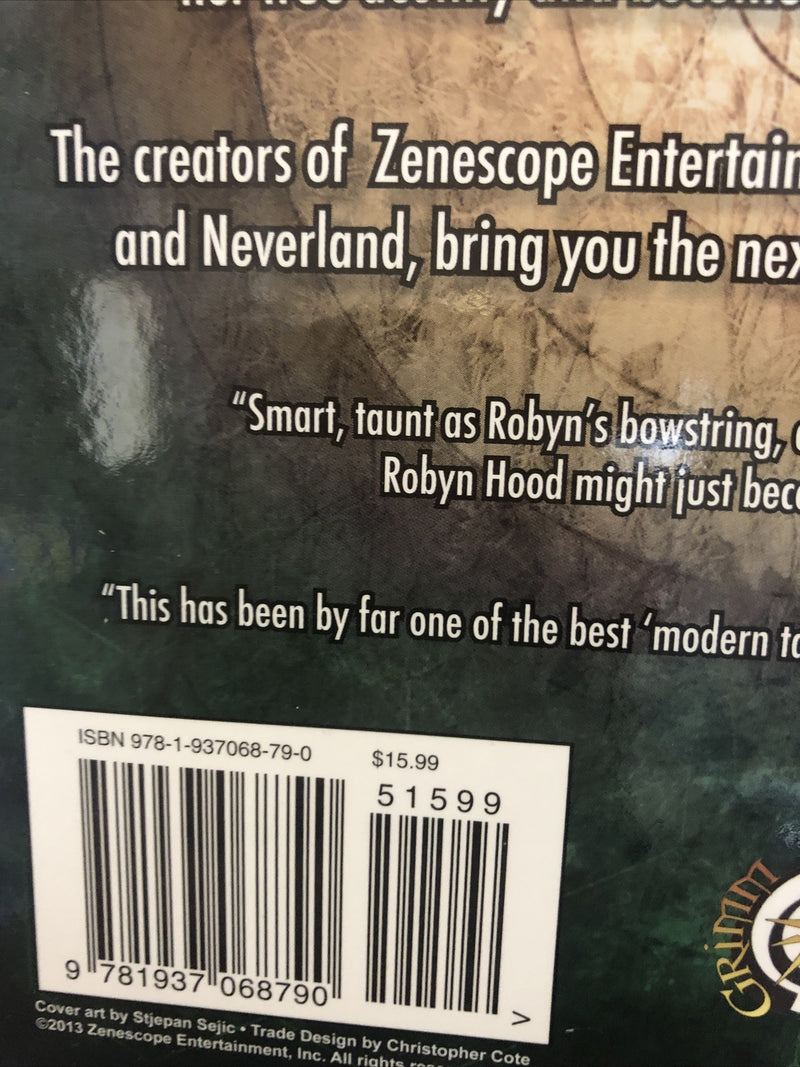 The creators of Zenescope Entertain
and Neverland, bring you the nex
“Smart, taunt as Robyn’s bowstring,
Robyn Hood might just beco
“This has been by far one of the best ‘modern ta
ISBN 978-1-937068-79-0
$15.99
51599
9 781937 068790
>
Cover art by Stjepan Sejic • Trade Design by Christopher Cote
©2013 Zenescope Entertainment, Inc. All rights
GRIMM